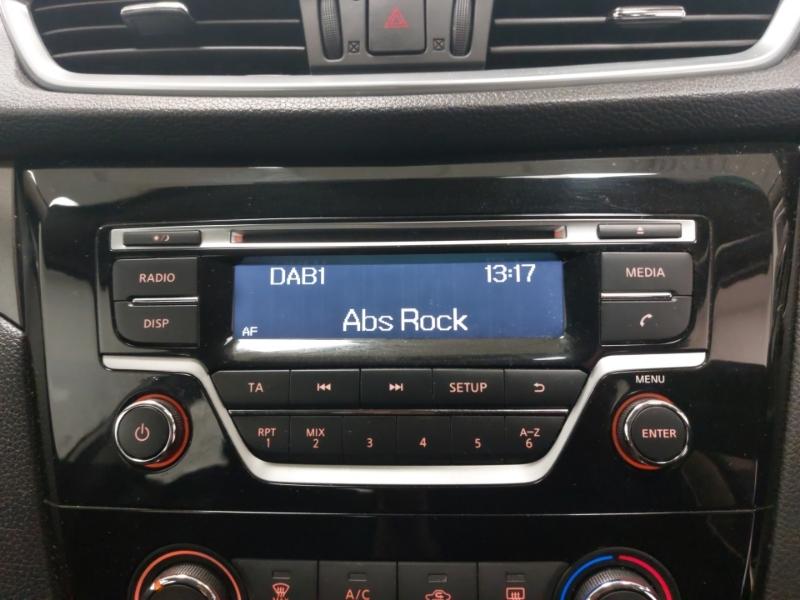 RADIO
DISP
DAB1 13:17
Abs Rock
AF
MEDIA
TA SETUP
MENU
RPT 1 MIX 2 3 4 5 A-Z 6
ENTER
A/C